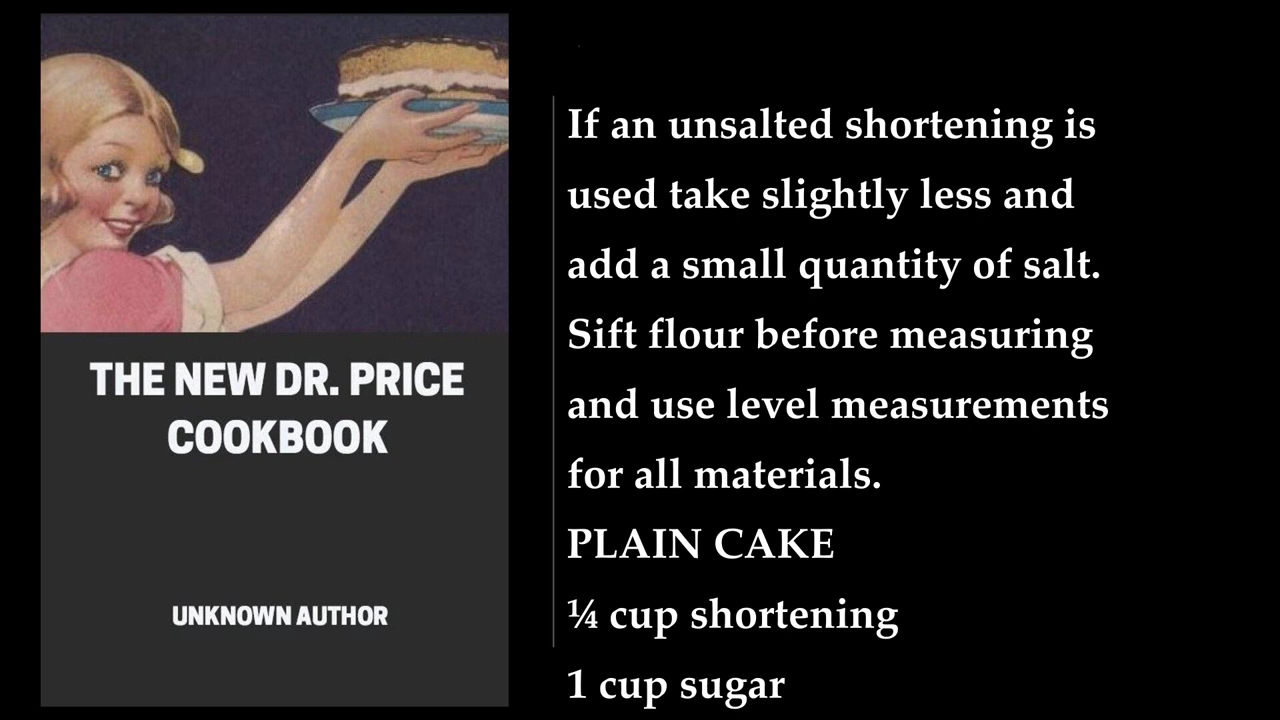 THE NEW DR. PRICE
COOKBOOK
UNKNOWN AUTHOR
If an unsalted shortening is
used take slightly less and
add a small quantity of salt.
Sift flour before measuring
and use level measurements
for all materials.
PLAIN CAKE
¼ cup shortening
1 cup sugar